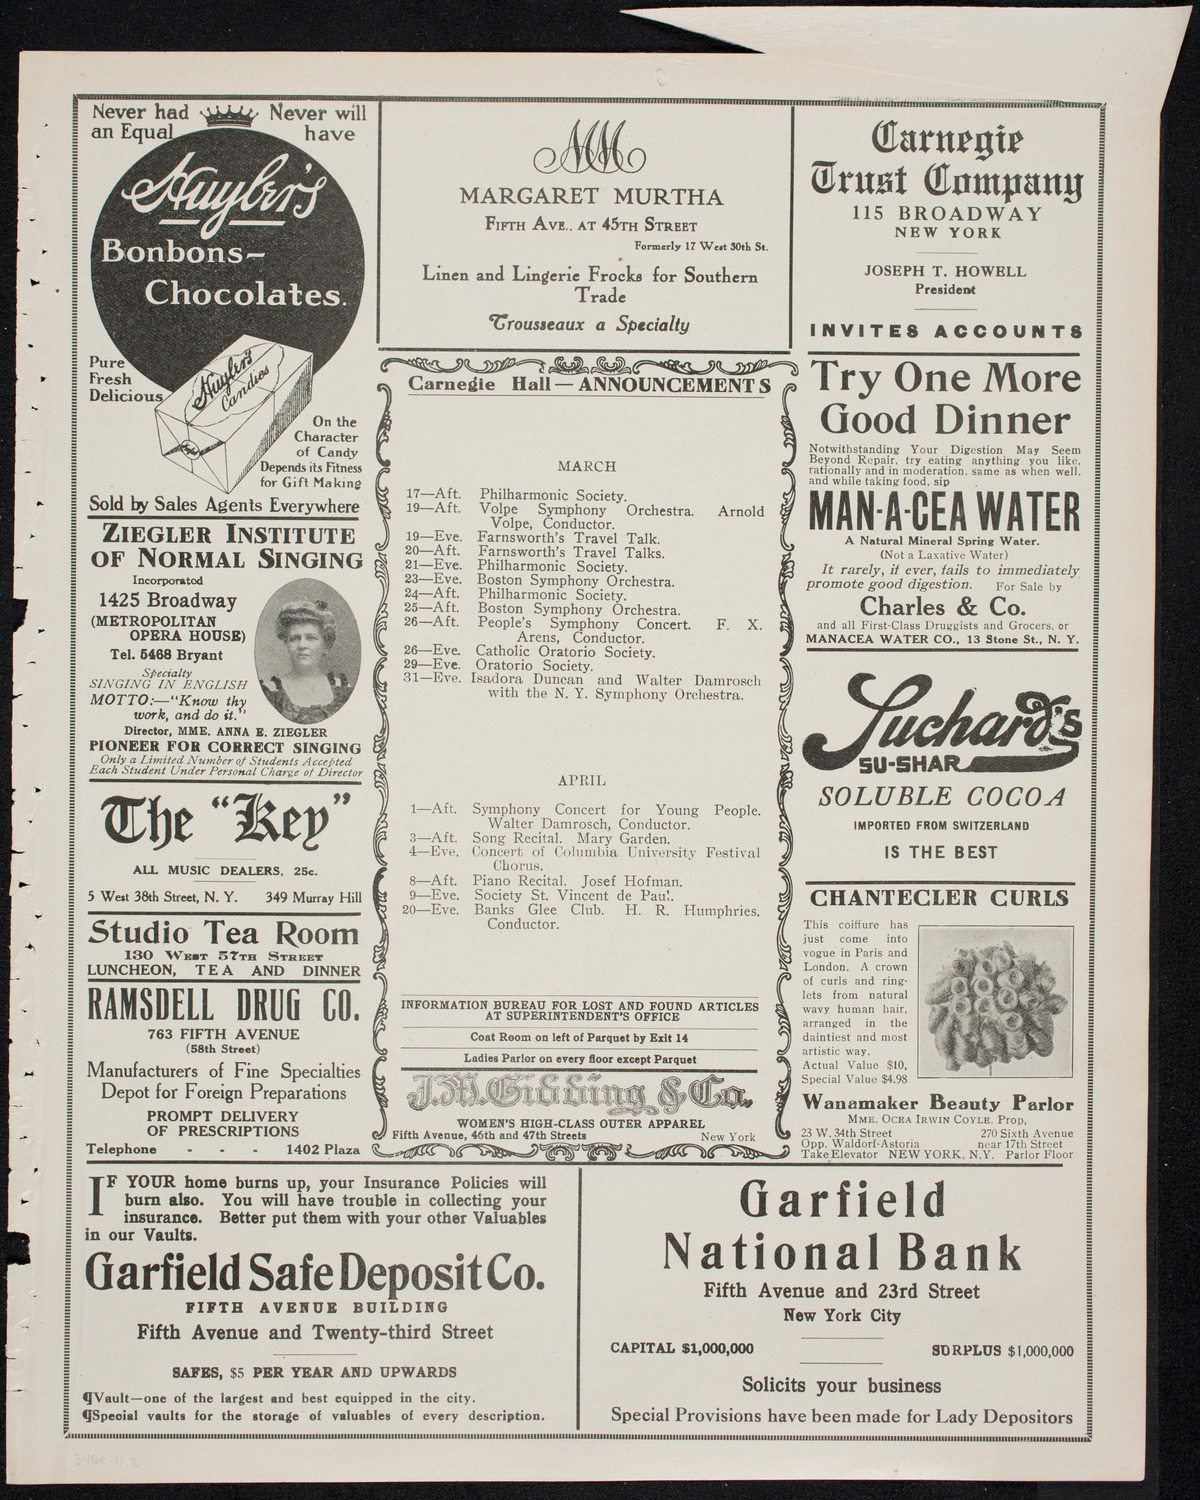 Never had Never will
an Equal have
Huyler's
Bonbons—
Chocolates.
Pure
Fresh
Delicious
Huyler's
Candies
On the
Character
of Candy
Depends its Fitness
for Gift Making
Sold by Sales Agents Everywhere
ZIEGLER INSTITUTE
OF NORMAL SINGING
Incorporated
1425 Broadway
(METROPOLITAN
OPERA HOUSE)
Tel. 5468 Bryant
Specialty
SINGING IN ENGLISH
MOTTO:—"Know thy
work, and do it."
Director, MME. ANNA E. ZIEGLER
PIONEER FOR CORRECT SINGING
Only a Limited Number of Students Accepted
Each Student Under Personal Charge of Director
The "Key"
ALL MUSIC DEALERS, 25c.
5 West 38th Street, N. Y. 349 Murray Hill
Studio Tea Room
130 WEST 57TH STREET
LUNCHEON, TEA AND DINNER
RAMSDELL DRUG CO.
763 FIFTH AVENUE
(58th Street)
Manufacturers of Fine Specialties
Depot for Foreign Preparations
PROMPT DELIVERY
OF PRESCRIPTIONS
Telephone - - - 1402 Plaza
MM
MARGARET MURTHA
FIFTH AVE., AT 45TH STREET
Formerly 17 West 30th St.
Linen and Lingerie Frocks for Southern
Trade
Trousseaux a Specialty
Carnegie Hall—ANNOUNCEMENTS
MARCH
17—Aft. Philharmonic Society.
19—Aft. Volpe Symphony Orchestra. Arnold
Volpe, Conductor.
19—Eve. Farnsworth's Travel Talk.
20—Aft. Farnsworth's Travel Talks.
21—Eve. Philharmonic Society.
23—Eve. Boston Symphony Orchestra.
24—Aft. Philharmonic Society.
25—Aft. Boston Symphony Orchestra.
26—Aft. People's Symphony Concert. F. X.
Arens, Conductor.
26—Eve. Catholic Oratorio Society.
29—Eve. Oratorio Society.
31—Eve. Isadora Duncan and Walter Damrosch
with the N. Y. Symphony Orchestra.
APRIL
1—Aft. Symphony Concert for Young People.
Walter Damrosch, Conductor.
3—Aft. Song Recital. Mary Garden.
4—Eve. Concert of Columbia University Festival
Chorus.
8—Aft. Piano Recital. Josef Hofman.
9—Eve. Society St. Vincent de Paul.
20—Eve. Banks Glee Club. H. R. Humphries,
Conductor.
INFORMATION BUREAU FOR LOST AND FOUND ARTICLES
AT SUPERINTENDENT'S OFFICE
Coat Room on left of Parquet by Exit 14
Ladies Parlor on every floor except Parquet
J. M. Gidding & Co.
WOMEN'S HIGH-CLASS OUTER APPAREL
Fifth Avenue, 46th and 47th Streets New York
Carnegie
Trust Company
115 BROADWAY
NEW YORK
JOSEPH T. HOWELL
President
INVITES ACCOUNTS
Try One More
Good Dinner
Notwithstanding Your Digestion May Seem
Beyond Repair, try eating anything you like,
rationally and in moderation, same as when well,
and while taking food, sip
MAN-A-CEA WATER
A Natural Mineral Spring Water.
(Not a Laxative Water)
It rarely, if ever, fails to immediately
promote good digestion. For Sale by
Charles & Co.
and all First-Class Druggists and Grocers, or
MANACEA WATER CO., 13 Stone St., N. Y.
Suchard's
SU-SHAR
SOLUBLE COCOA
IMPORTED FROM SWITZERLAND
IS THE BEST
CHANTECLER CURLS
This coiffure has
just come into
vogue in Paris and
London. A crown
of curls and ring-
lets from natural
wavy human hair,
arranged in the
daintiest and most
artistic way.
Actual Value $10,
Special Value $4.98
Wanamaker Beauty Parlor
MME. OCEA IRWIN COYLE, Prop,
23 W. 34th Street 270 Sixth Avenue
Opp. Waldorf-Astoria near 17th Street
Take Elevator NEW YORK, N.Y. Parlor Floor
IF YOUR home burns up, your Insurance Policies will
burn also. You will have trouble in collecting your
insurance. Better put them with your other Valuables
in our Vaults.
Garfield Safe Deposit Co.
FIFTH AVENUE BUILDING
Fifth Avenue and Twenty-third Street
SAFES, $5 PER YEAR AND UPWARDS
¶Vault—one of the largest and best equipped in the city.
¶Special vaults for the storage of valuables of every description.
Garfield
National Bank
Fifth Avenue and 23rd Street
New York City
CAPITAL $1,000,000 SURPLUS $1,000,000
Solicits your business
Special Provisions have been made for Lady Depositors